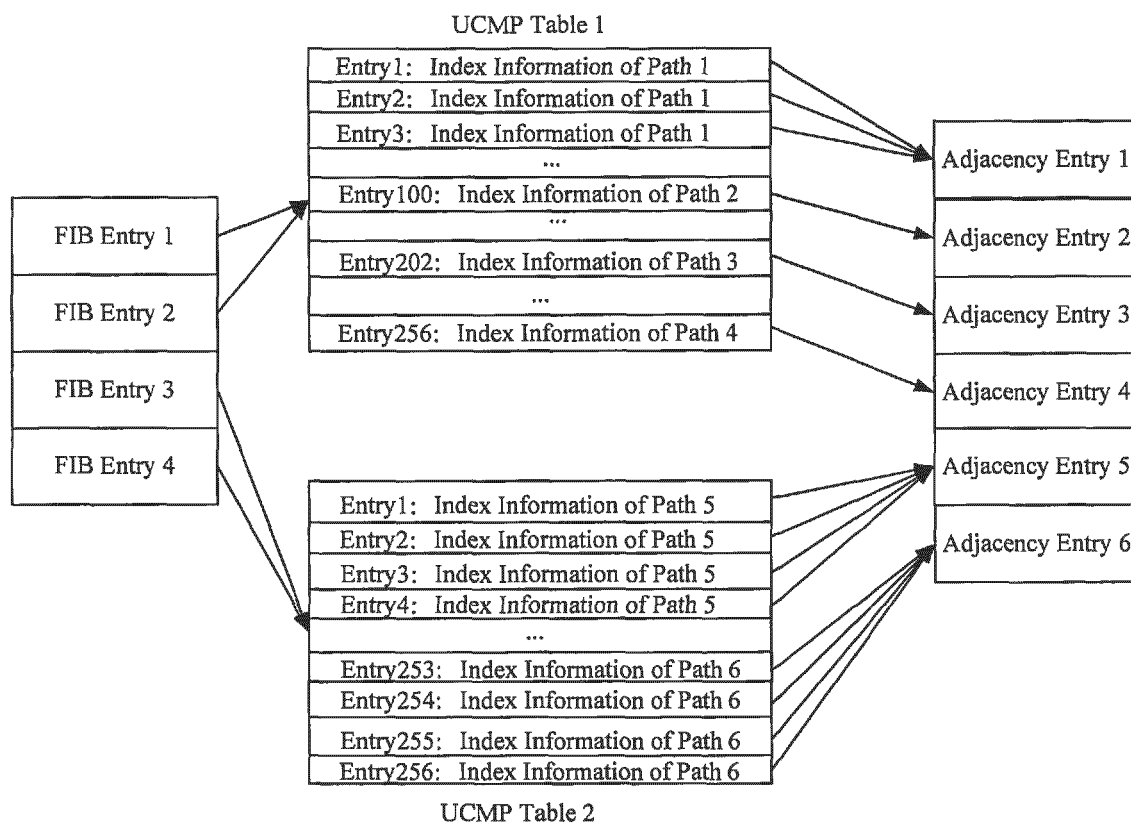 UCMP Table 1
Entry1: Index Information of Path 1
Entry2: Index Information of Path 1
Entry3: Index Information of Path 1
...
Entry100: Index Information of Path 2
...
Entry202: Index Information of Path 3
...
Entry256: Index Information of Path 4
FIB Entry 1
FIB Entry 2
FIB Entry 3
FIB Entry 4
Adjacency Entry 1
Adjacency Entry 2
Adjacency Entry 3
Adjacency Entry 4
Adjacency Entry 5
Adjacency Entry 6
Entry1: Index Information of Path 5
Entry2: Index Information of Path 5
Entry3: Index Information of Path 5
Entry4: Index Information of Path 5
...
Entry253: Index Information of Path 6
Entry254: Index Information of Path 6
Entry255: Index Information of Path 6
Entry256: Index Information of Path 6
UCMP Table 2